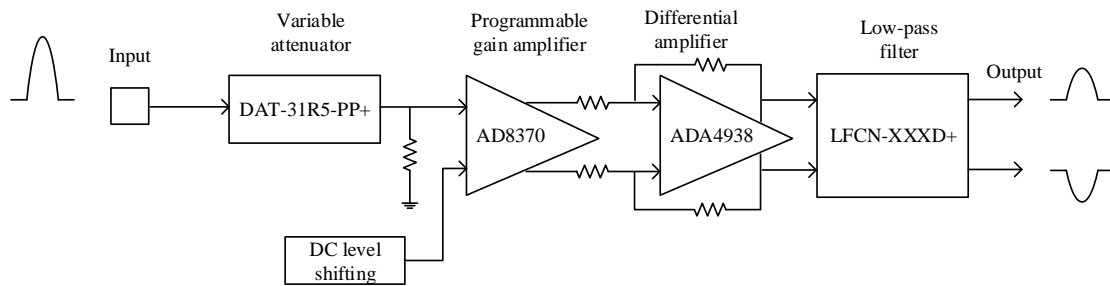 Input
Variable
attenuator
DAT-31R5-PP+
Programmable
gain amplifier
AD8370
DC level
shifting
Differential
amplifier
ADA4938
Low-pass
filter
LFCN-XXXD+
Output